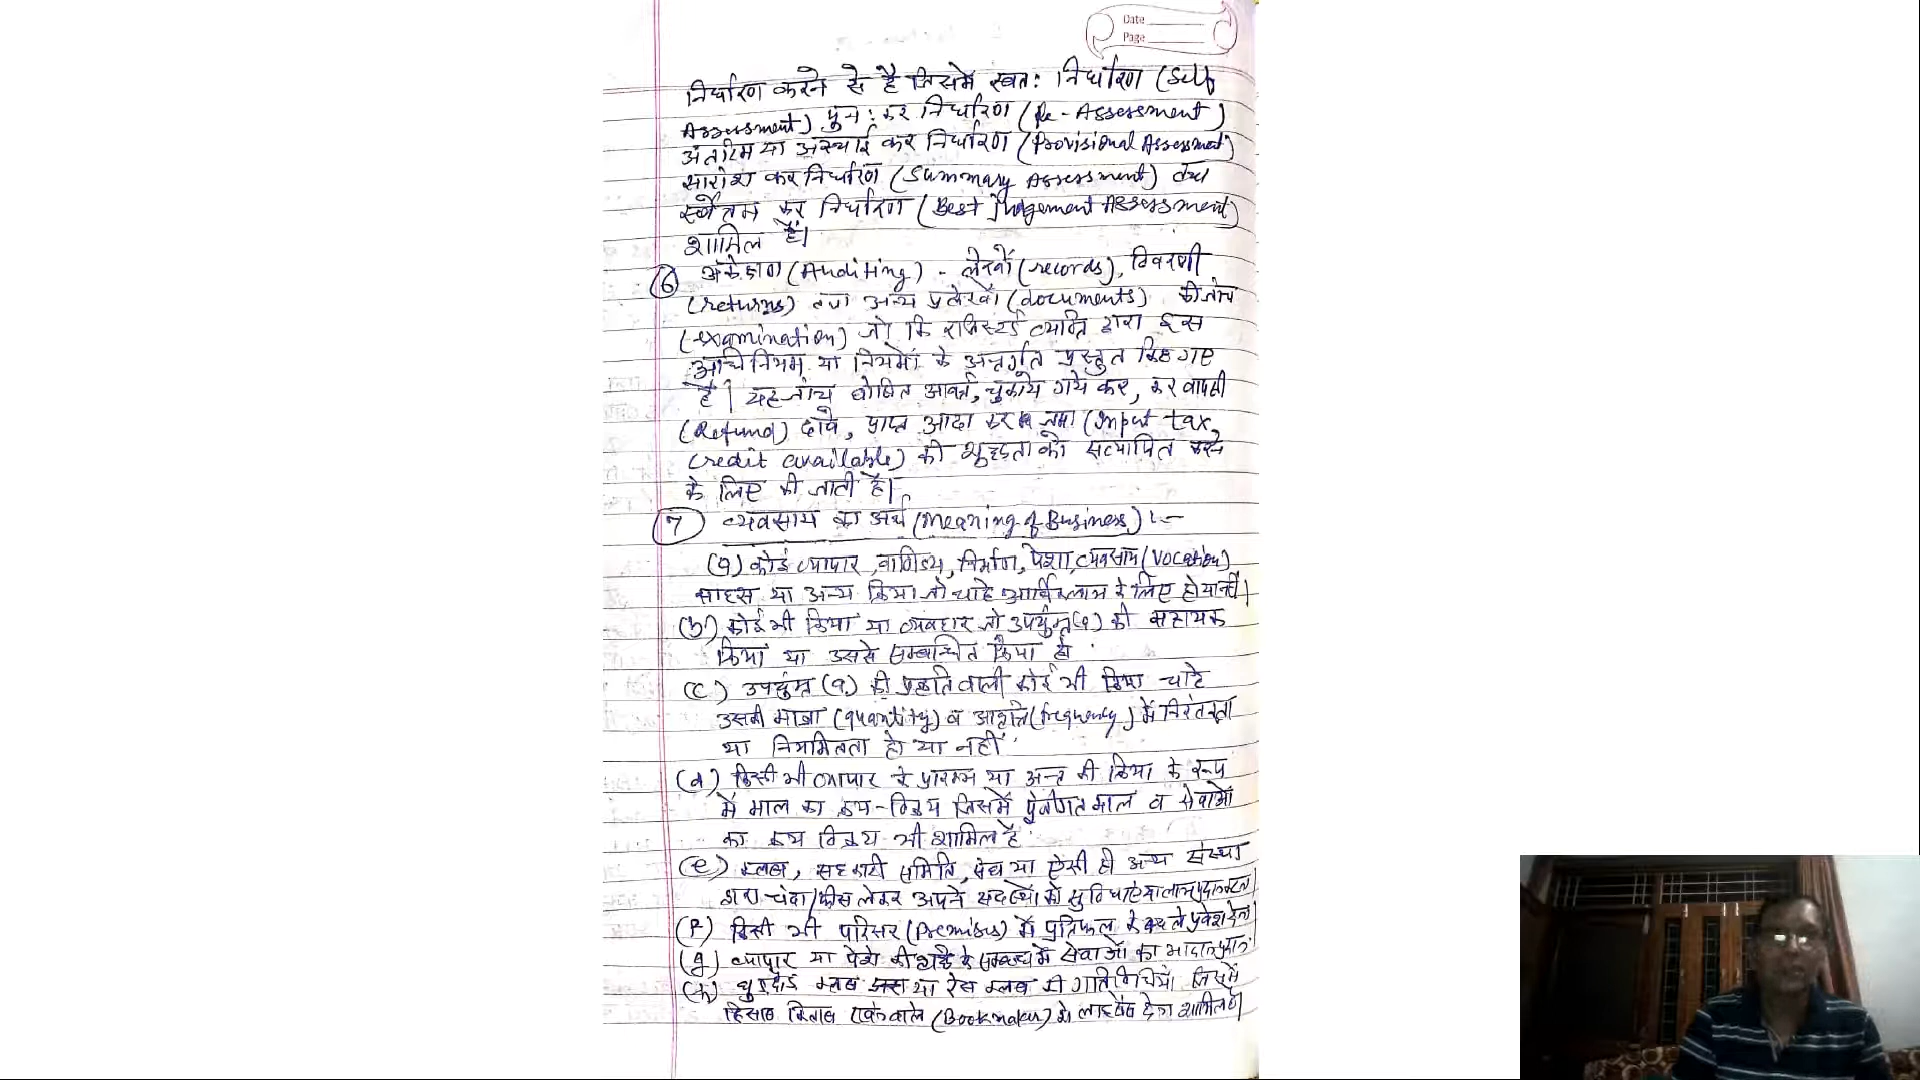 Date
Page
निर्धारण करने से है जिसमें स्वतः निर्धारण (Self
Assessment) पुनः कर निर्धारण (Re-Assessment)
अंतरिम या अस्थाई कर निर्धारण (Provisional Assessment)
सारांश कर निर्धारण (Summary Assessment) तथा
सर्वोत्तम कर निर्धारण (Best judgement Assessment)
शामिल है।
6 अंकेक्षण (Auditing) - लेखों (records), विवरणी
(returns) तथा अन्य प्रलेखों (documents) की जांच
(examination) जो कि रजिस्टर्ड व्यक्ति द्वारा इस
अधिनियम या नियमों के अन्तर्गत प्रस्तुत किए गए
है। यह जांच घोषित आवर्त, चुकाये गये कर, कर वापसी
(Refund) दावे, प्राप्त आदा कर जमा (Input tax
credit available) की शुद्धता को सत्यापित करने
के लिए की जाती है।
7 व्यवसाय का अर्थ (Meaning of Business) :-
(a) कोई व्यापार, वाणिज्य, निर्माण, पेशा, व्यवसाय (Vocation)
साहस या अन्य क्रिया जो चाहे आर्थिक लाभ के लिए हो या नहीं।
(b) कोई भी क्रिया या व्यवहार जो उपर्युक्त (a) की सहायक
क्रिया या उससे सम्बन्धित क्रिया हो
(c) उपर्युक्त (a) की प्रकृति वाली कोई भी क्रिया चाहे
उसकी मात्रा (quantity) व आवृत्ति (frequency) में निरंतरता
या नियमितता हो या नहीं
(d) किसी भी व्यापार के प्रारम्भ या अन्त की क्रिया के रूप
में माल का क्रय-विक्रय जिसमें पूंजीगत माल व सेवाओं
का क्रय विक्रय भी शामिल है
(e) क्लब, सहकारी समिति, संघ या ऐसी ही अन्य संस्था
द्वारा चंदा/फीस लेकर अपने सदस्यों को सुविधाएं या लाभ प्रदान करना
(f) किसी भी परिसर (Premises) में प्रतिफल के बदले प्रवेश देना
(g) व्यापार या पेशे की शर्त के सम्बन्ध में सेवाओं का
(h) घुड़दौड़ क्लब या रेस क्लब की गतिविधियां जिसमें
हिसाब किताब रखने वाले (Bookmaker) को लाइसेंस देना शामिल है।